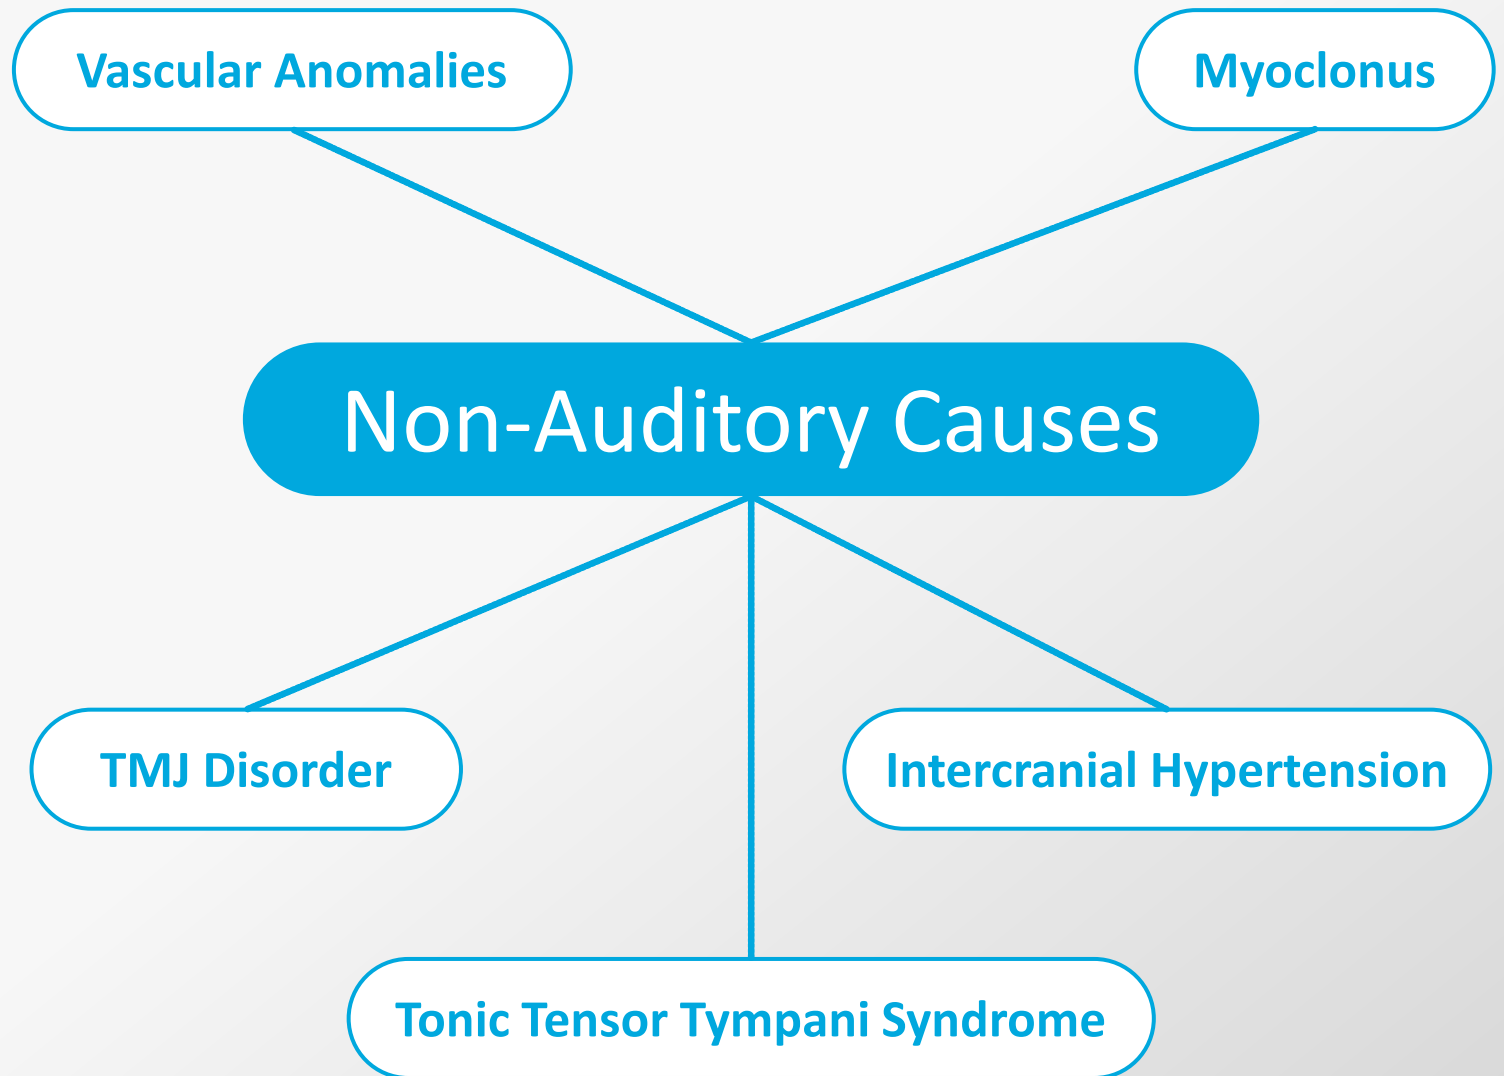 Vascular Anomalies
Myoclonus
Non-Auditory Causes
TMJ Disorder
Intercranial Hypertension
Tonic Tensor Tympani Syndrome